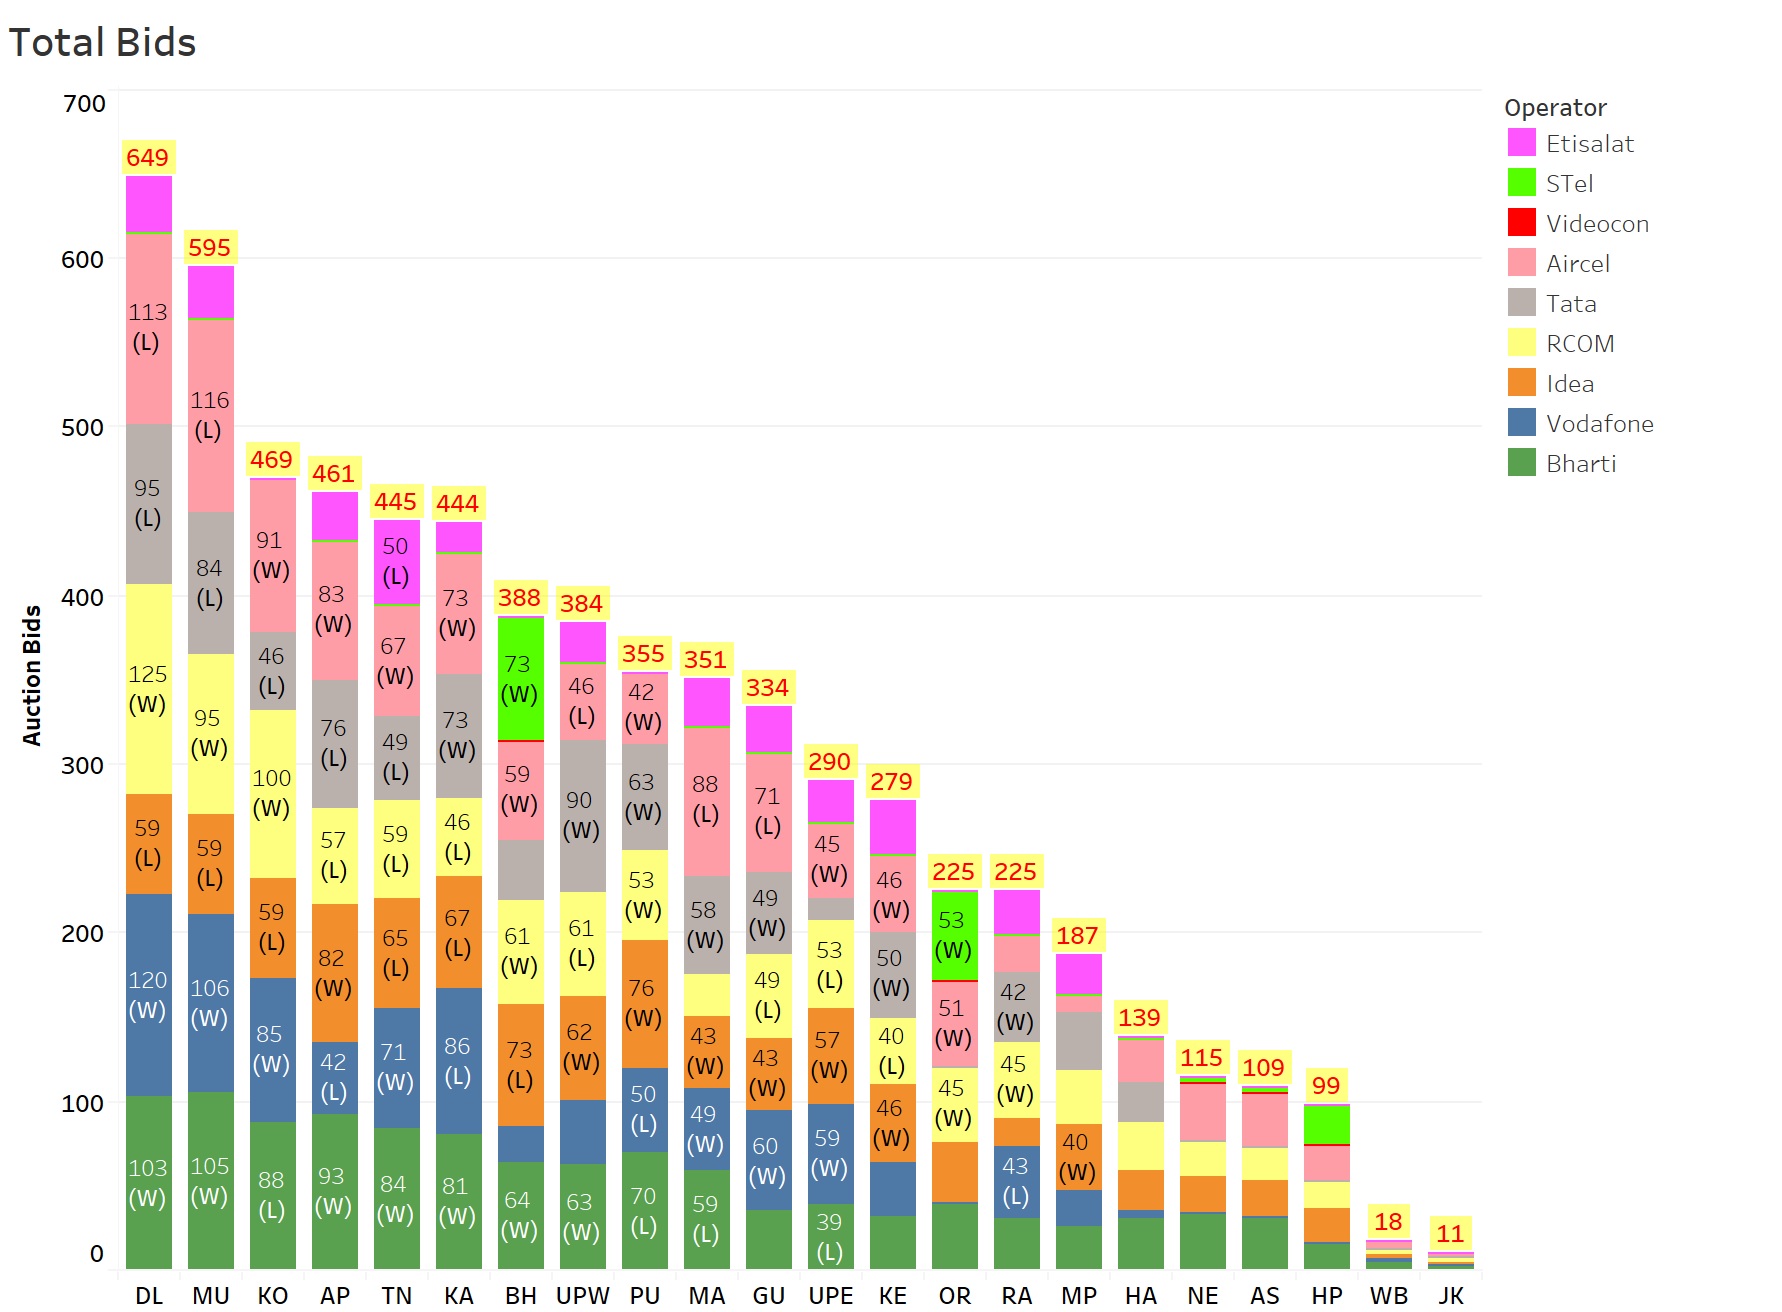 Total Bids
Operator
Etisalat
STel
Videocon
Aircel
Tata
RCOM
Idea
Vodafone
Bharti
Auction Bids
700
600
500
400
300
200
100
0
649
113
(L)
95
(L)
125
(W)
59
(L)
120
(W)
103
(W)
DL
595
116
(L)
84
(L)
95
(W)
59
(L)
106
(W)
105
(W)
MU
469
91
(W)
46
(L)
100
(W)
59
(L)
85
(W)
88
(L)
KO
461
83
(W)
76
(L)
57
(L)
82
(W)
42
(L)
93
(W)
AP
445
50
(L)
67
(W)
49
(L)
59
(L)
65
(L)
71
(W)
84
(W)
TN
444
73
(W)
73
(W)
46
(L)
67
(L)
86
(L)
81
(W)
KA
388
73
(W)
59
(W)
61
(W)
73
(L)
64
(W)
BH
384
46
(L)
90
(W)
61
(L)
62
(W)
63
(W)
UPW
355
42
(W)
63
(W)
53
(W)
76
(W)
50
(L)
70
(L)
PU
351
88
(L)
58
(W)
43
(W)
49
(W)
59
(L)
MA
334
71
(L)
49
(W)
49
(L)
43
(W)
60
(W)
GU
290
45
(W)
53
(L)
57
(W)
59
(W)
39
(L)
UPE
279
46
(W)
50
(W)
40
(L)
46
(W)
KE
225
53
(W)
51
(W)
45
(W)
OR
225
42
(W)
45
(W)
43
(L)
RA
187
40
(W)
MP
139
HA
115
NE
109
AS
99
HP
18
WB
11
JK